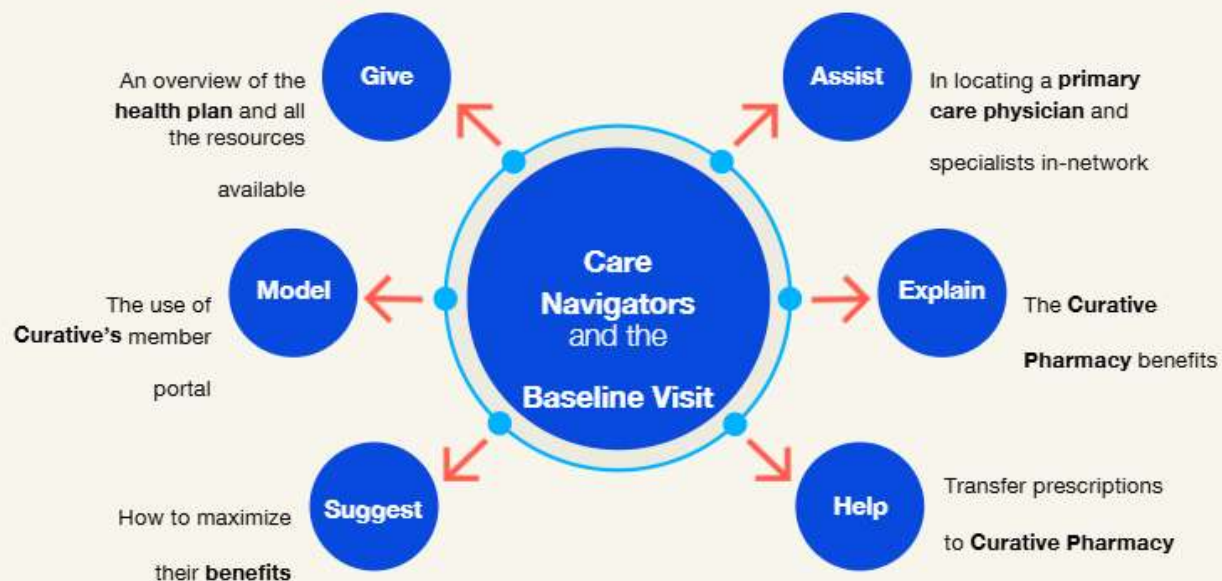 Give
An overview of the
health plan and all
the resources
available
Assist
In locating a primary
care physician and
specialists in-network
Model
The use of
Curative’s member
portal
Care
Navigators
and the
Baseline Visit
Explain
The Curative
Pharmacy benefits
Suggest
How to maximize
their benefits
Help
Transfer prescriptions
to Curative Pharmacy